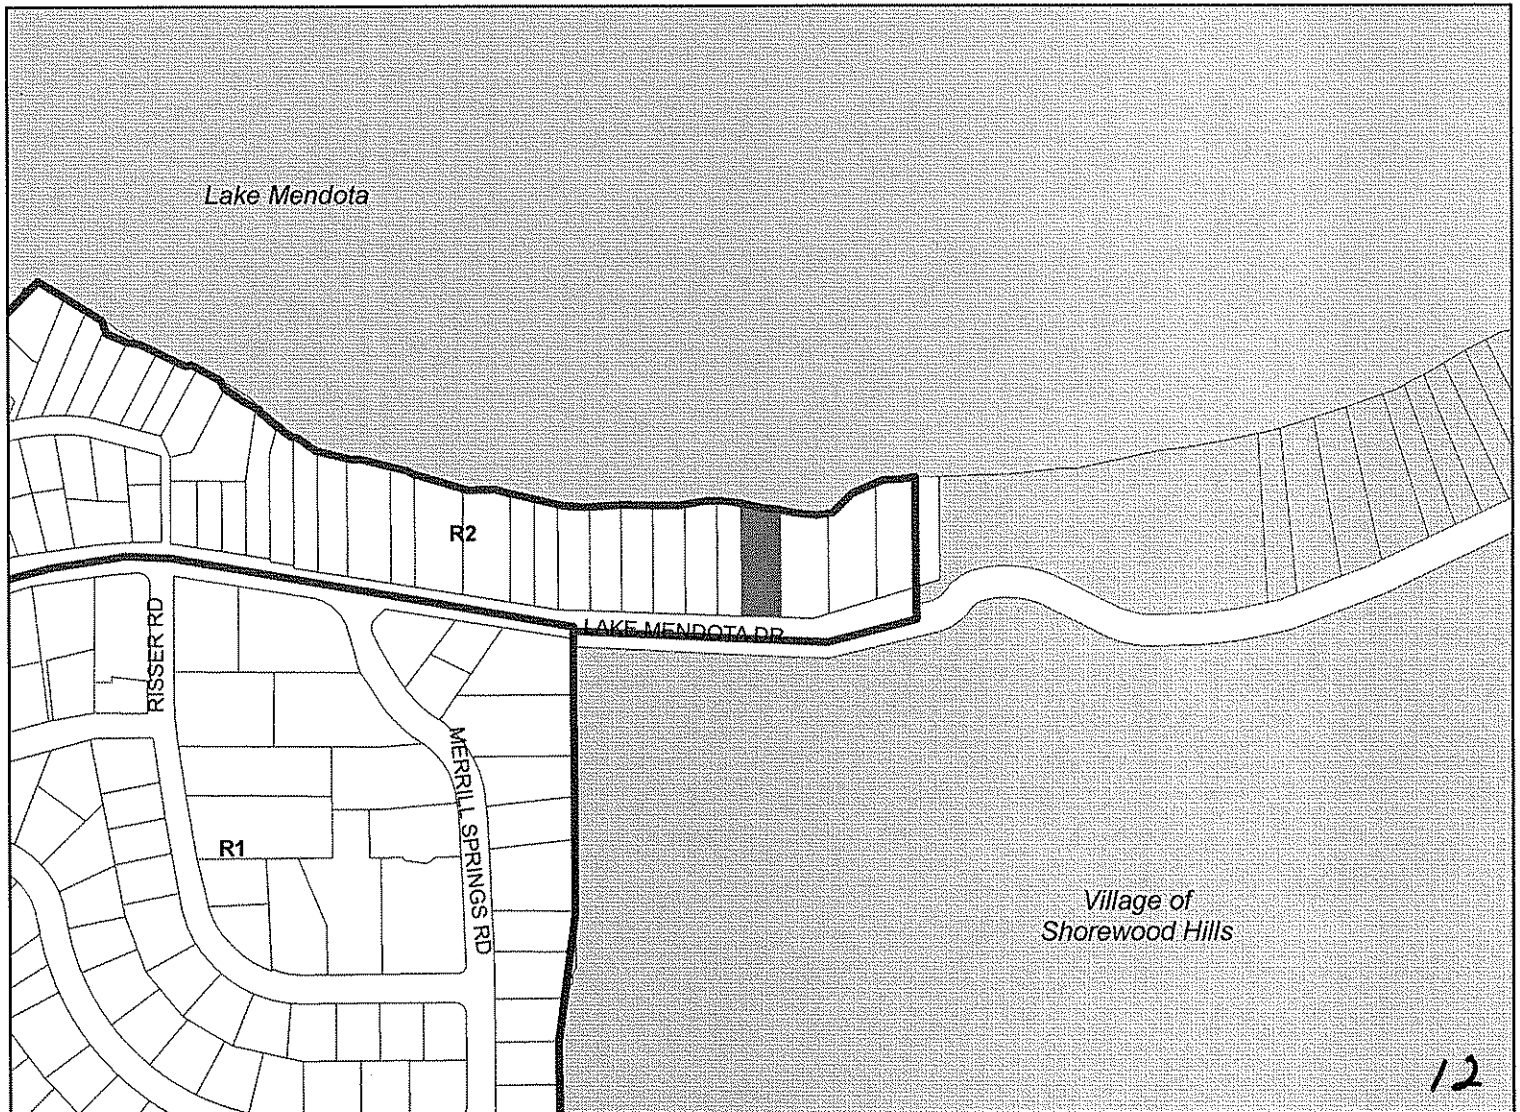 Lake Mendota
R2
LAKE MENDOTA DR
RISSER RD
MERRILL SPRINGS RD
R1
Village of
Shorewood Hills
12